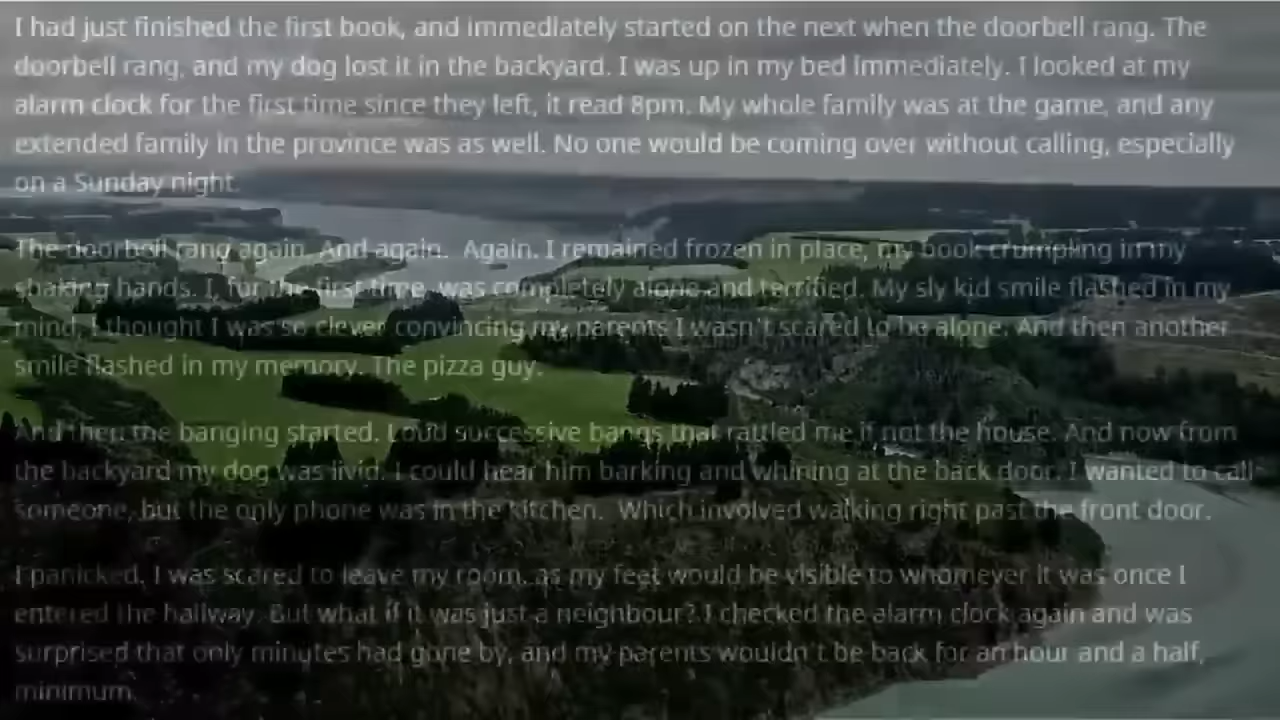 I had just finished the first book, and immediately started on the next when the doorbell rang. The
doorbell rang, and my dog lost it in the backyard. I was up in my bed immediately. I looked at my
alarm clock for the first time since they left, it read 8pm. My whole family was at the game, and any
extended family in the province was as well. No one would be coming over without calling, especially
on a Sunday night.
The doorbell rang again. And again.  Again. I remained frozen in place, my book crumpling in my
shaking hands. I, for the first time, was completely alone and terrified. My sly kid smile flashed in my
mind, I thought I was so clever convincing my parents I wasn't scared to be alone. And then another
smile flashed in my memory. The pizza guy.
And then the banging started. Loud successive bangs that rattled me if not the house. And now from
the backyard my dog was livid. I could hear him barking and whining at the back door. I wanted to call
someone, but the only phone was in the kitchen.  Which involved walking right past the front door.
I panicked. I was scared to leave my room, as my feet would be visible to whomever it was once I
entered the hallway. But what if it was just a neighbour? I checked the alarm clock again and was
surprised that only minutes had gone by, and my parents wouldn't be back for an hour and a half,
minimum.